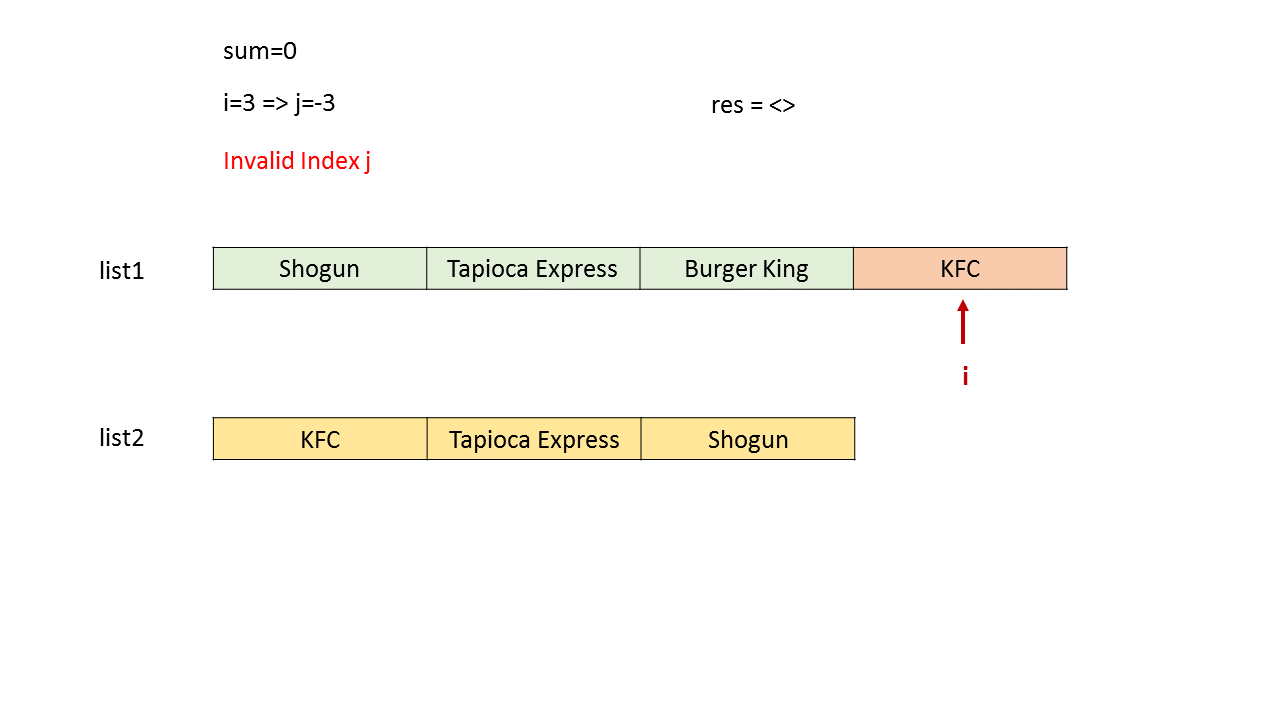 sum=0
i=3 => j=-3
res = <>
Invalid Index j
list1
Shogun
Tapioca Express
Burger King
KFC
i
list2
KFC
Tapioca Express
Shogun